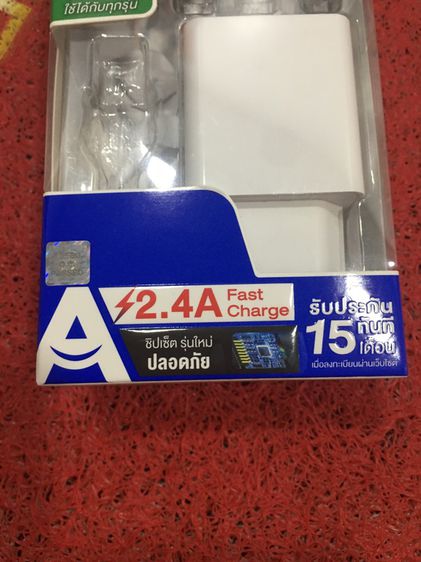 ใช้ได้กับทุกรุ่น
A
2.4A
Fast
Charge
ชิปเซ็ต รุ่นใหม่
ปลอดภัย
รับประกัน
15 ทันที
เดือน
เมื่อลงทะเบียนผ่านเว็บไซต์